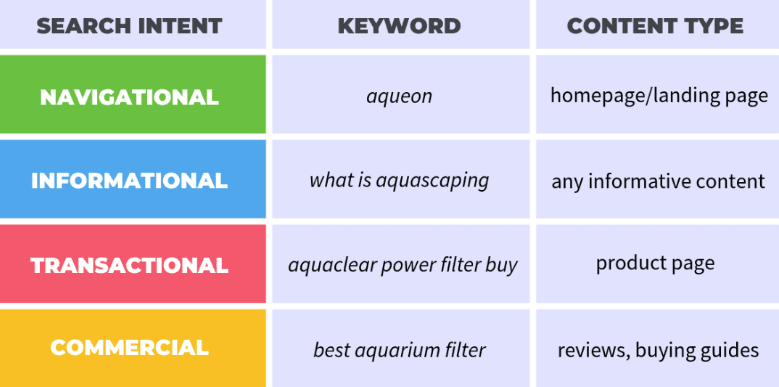 SEARCH INTENT KEYWORD CONTENT TYPE
NAVIGATIONAL aqueon homepage/landing page
INFORMATIONAL what is aquascaping any informative content
TRANSACTIONAL aquaclear power filter buy product page
COMMERCIAL best aquarium filter reviews, buying guides